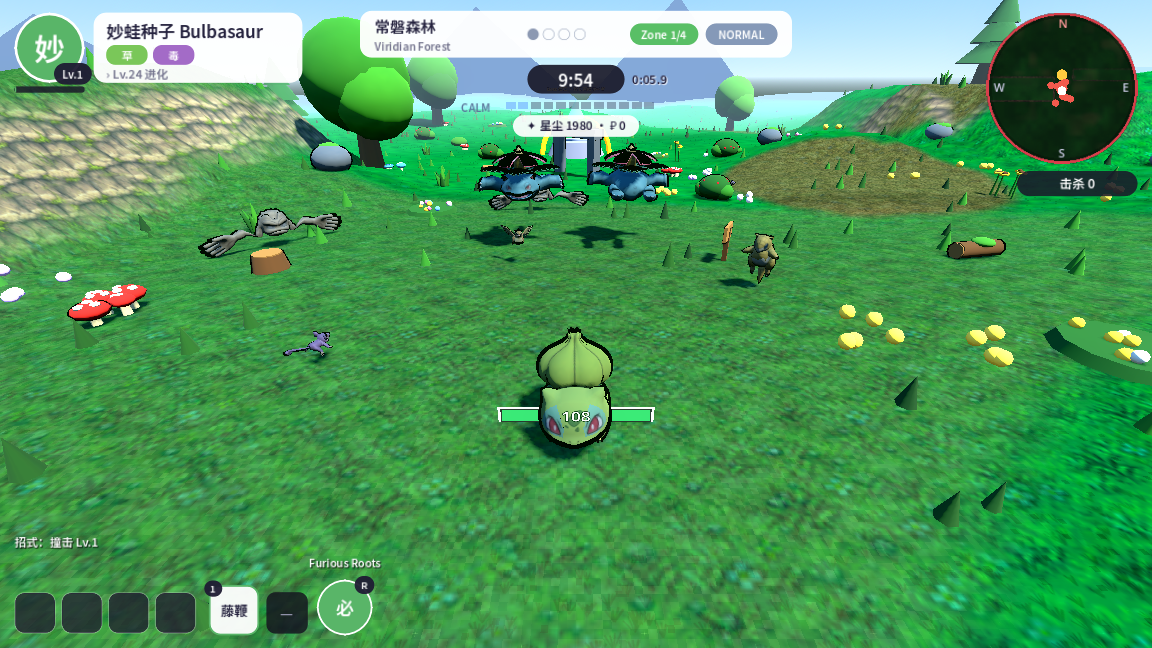 妙
Lv.1
妙蛙种子 Bulbasaur
草 毒
› Lv.24 进化
常磐森林
Viridian Forest
Zone 1/4
NORMAL
9:54
0:05.9
CALM
✦ 星尘 1980 · ₽ 0
N
W
E
S
击杀 0
108
招式: 撞击 Lv.1
Furious Roots
1
藤鞭
—
R
必